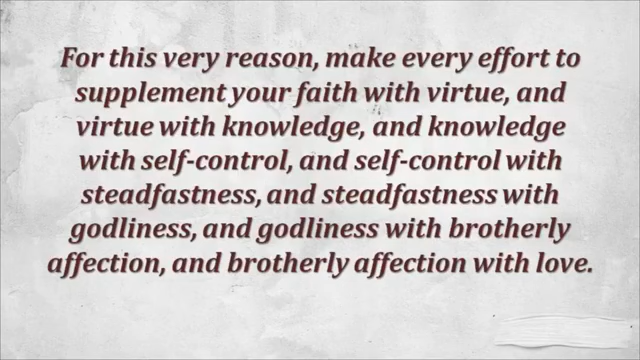 For this very reason, make every effort to
supplement your faith with virtue, and
virtue with knowledge, and knowledge
with self-control, and self-control with
steadfastness, and steadfastness with
godliness, and godliness with brotherly
affection, and brotherly affection with love.